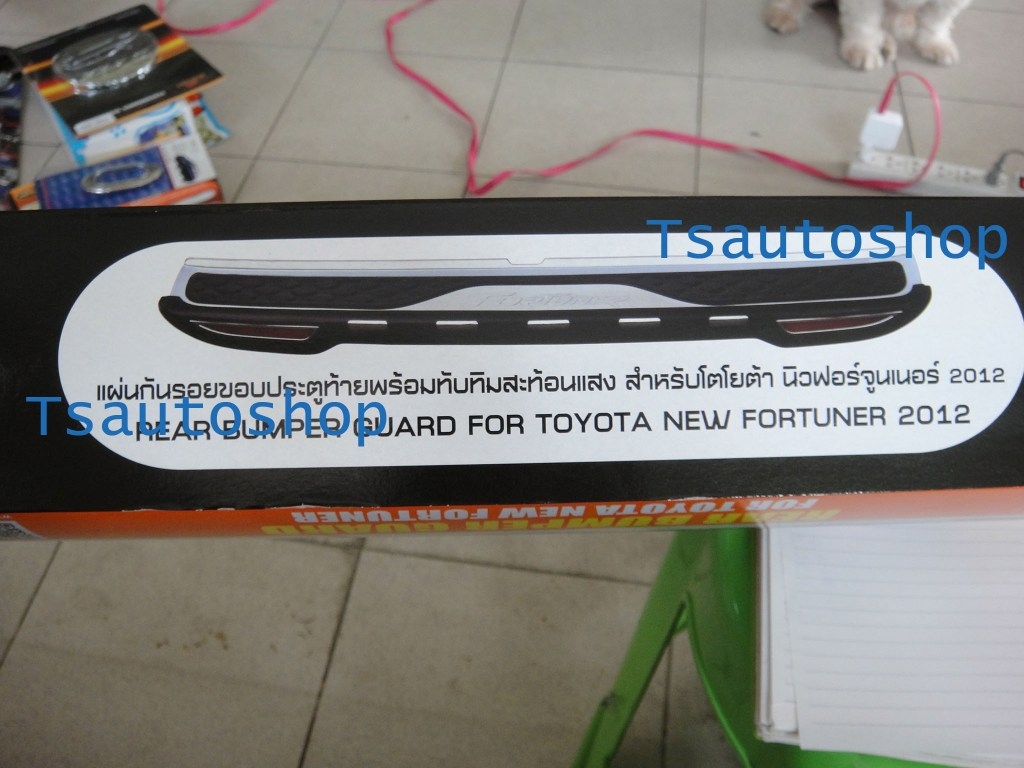 Tsautoshop
แผ่นกันรอยขอบประตูท้ายพร้อมทับทิมสะท้อนแสง สำหรับโตโยต้า นิวฟอร์จูนเนอร์ 2012
Tsautoshop
REAR BUMPER GUARD FOR TOYOTA NEW FORTUNER 2012
FOR TOYOTA NEW FORTUNER
REAR BUMPER GUARD